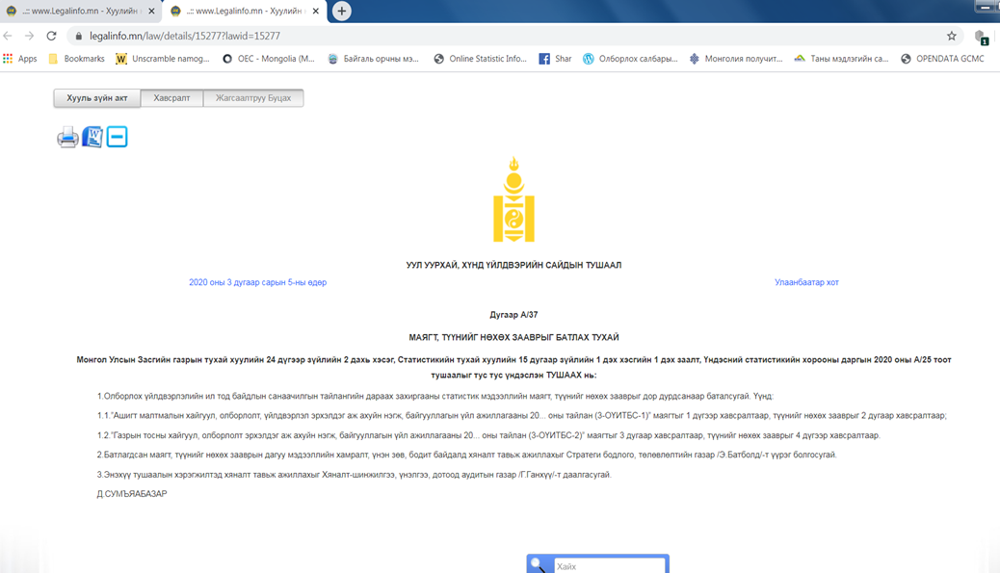 ..:: www.Legalinfo.mn - Хуулийн
..:: www.Legalinfo.mn - Хуулийн
legalinfo.mn/law/details/15277?lawid=15277
1
Apps
Bookmarks
Unscramble namog...
OEC - Mongolia (M...
Байгаль орчны мэ...
Online Statistic Info...
Shar
Олборлох салбары...
Монголия получит...
Таны мэдлэгийн са...
OPENDATA GCMC
Хууль зүйн акт
Хавсралт
Жагсаалтруу Буцах
УУЛ УУРХАЙ, ХҮНД ҮЙЛДВЭРИЙН САЙДЫН ТУШААЛ
2020 оны 3 дугаар сарын 5-ны өдөр
Улаанбаатар хот
Дугаар А/37
МАЯГТ, ТҮҮНИЙГ НӨХӨХ ЗААВРЫГ БАТЛАХ ТУХАЙ
Монгол Улсын Засгийн газрын тухай хуулийн 24 дүгээр зүйлийн 2 дахь хэсэг, Статистикийн тухай хуулийн 15 дугаар зүйлийн 1 дэх хэсгийн 1 дэх заалт, Үндэсний статистикийн хорооны даргын 2020 оны А/25 тоот
тушаалыг тус тус үндэслэн ТУШААХ нь:
1.Олборлох үйлдвэрлэлийн ил тод байдлын санаачилгын тайлангийн дараах захиргааны статистик мэдээллийн маягт, түүнийг нөхөх зааврыг дор дурдсанаар баталсугай. Үүнд:
1.1."Ашигт малтмалын хайгуул, олборлолт, үйлдвэрлэл эрхэлдэг аж ахуйн нэгж, байгууллагын үйл ажиллагааны 20... оны тайлан (3-ОҮИТБС-1)" маягтыг 1 дүгээр хавсралтаар, түүнийг нөхөх зааврыг 2 дугаар хавсралтаар;
1.2."Газрын тосны хайгуул, олборлолт эрхэлдэг аж ахуйн нэгж, байгууллагын үйл ажиллагааны 20... оны тайлан (3-ОҮИТБС-2)" маягтыг 3 дугаар хавсралтаар, түүнийг нөхөх зааврыг 4 дүгээр хавсралтаар.
2.Батлагдсан маягт, түүнийг нөхөх зааврын дагуу мэдээллийн хамралт, үнэн зөв, бодит байдалд хяналт тавьж ажиллахыг Стратеги бодлого, төлөвлөлтийн газар /Э.Батболд/-т үүрэг болгосугай.
3.Энэхүү тушаалын хэрэгжилтэд хяналт тавьж ажиллахыг Хяналт-шинжилгээ, үнэлгээ, дотоод аудитын газар /Г.Ганхүү/-т даалгасугай.
Д.СУМЪЯАБАЗАР
Хайх